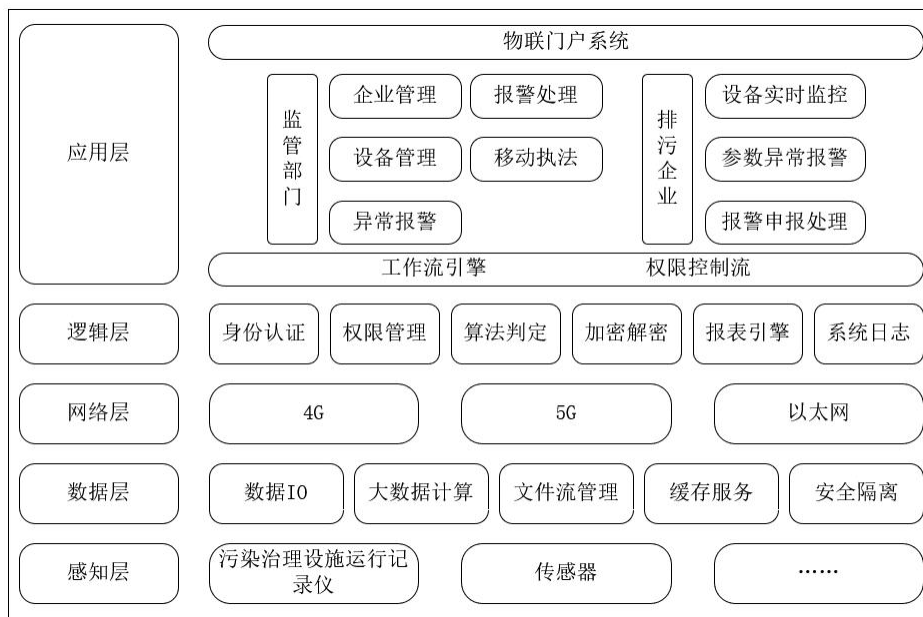 应用层
物联门户系统
监管部门
企业管理
报警处理
设备管理
移动执法
异常报警
排污企业
设备实时监控
参数异常报警
报警申报处理
工作流引擎
权限控制流
逻辑层
身份认证
权限管理
算法判定
加密解密
报表引擎
系统日志
网络层
4G
5G
以太网
数据层
数据IO
大数据计算
文件流管理
缓存服务
安全隔离
感知层
污染治理设施运行记
录仪
传感器
……